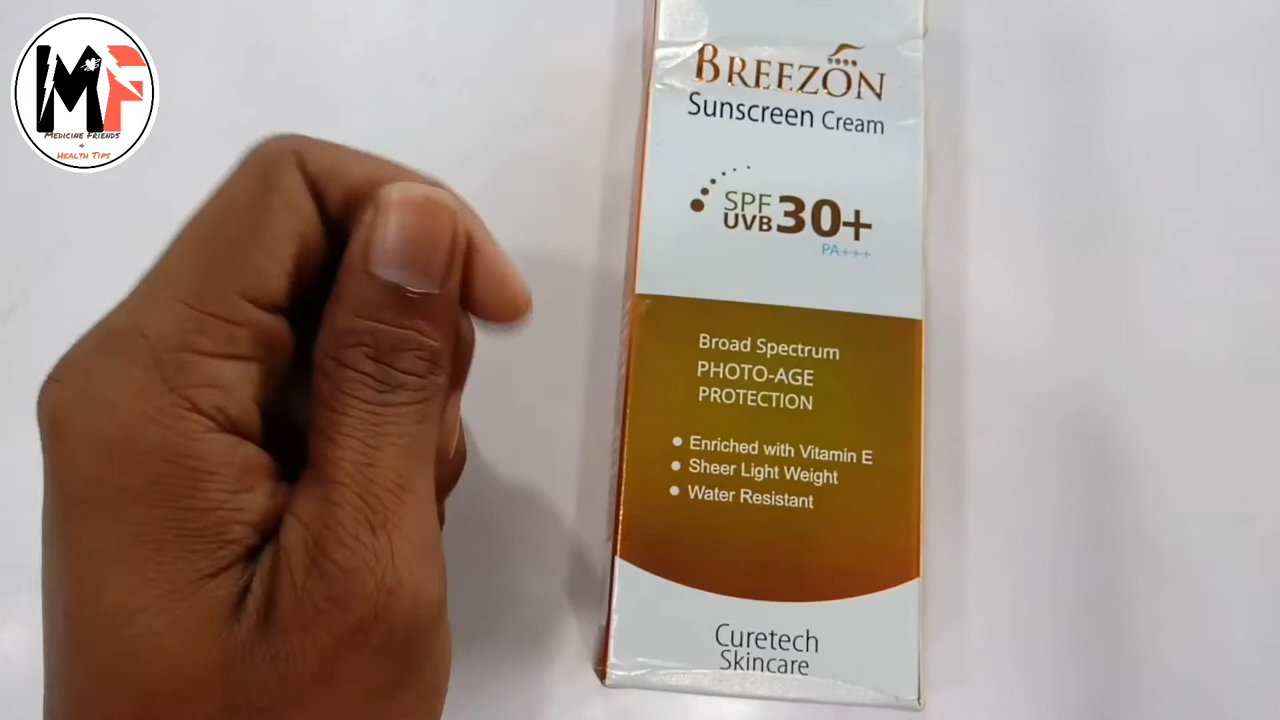 MF
MEDICINE FRIENDS
+
HEALTH TIPS
BREEZON
Sunscreen Cream
SPF
UVB 30+
PA+++
Broad Spectrum
PHOTO-AGE
PROTECTION
Enriched with Vitamin E
Sheer Light Weight
Water Resistant
Curetech
Skincare